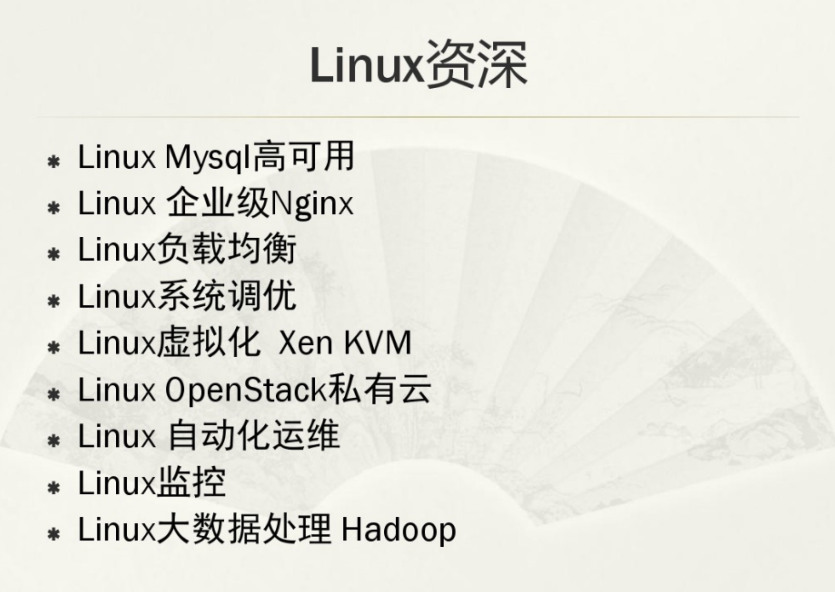 Linux资深
Linux Mysql高可用
Linux 企业级Nginx
Linux负载均衡
Linux系统调优
Linux虚拟化 Xen KVM
Linux OpenStack私有云
Linux 自动化运维
Linux监控
Linux大数据处理 Hadoop